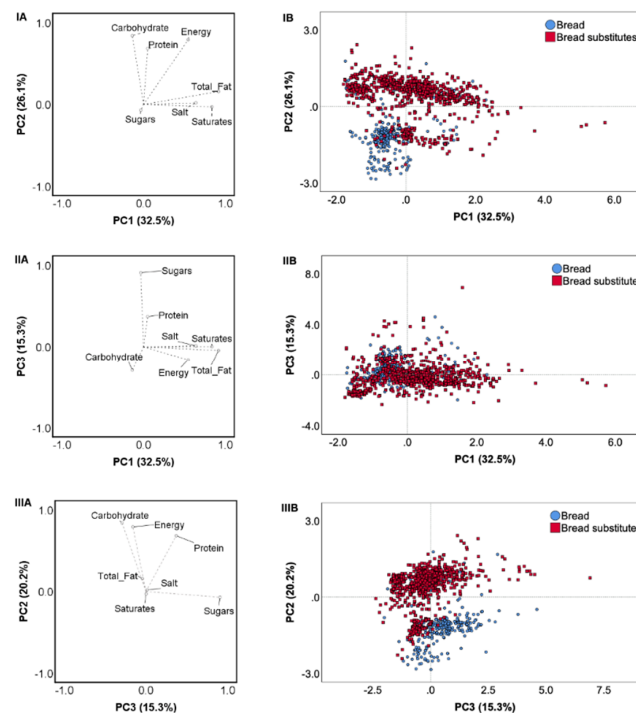 IA
1.0
0.0
-1.0
-1.0
0.0
1.0
PC2 (26.1%)
PC1 (32.5%)
Carbohydrate
Energy
Protein
Total_Fat
Salt
Sugars
Saturates
IB
Bread
Bread substitutes
3.0
.0
-3.0
-2.0
.0
2.0
4.0
6.0
PC2 (26.1%)
PC1 (32.5%)
IIA
1.0
0.0
-1.0
-1.0
0.0
1.0
PC3 (15.3%)
PC1 (32.5%)
Sugars
Protein
Salt
Saturates
Carbohydrate
Energy
Total_Fat
IIB
Bread
Bread substitutes
8.0
4.0
.0
-4.0
-2.0
.0
2.0
4.0
6.0
PC3 (15.3%)
PC1 (32.5%)
IIIA
1.0
0.0
-1.0
-1.0
0.0
1.0
PC2 (20.2%)
PC3 (15.3%)
Carbohydrate
Energy
Protein
Total_Fat
Salt
Saturates
Sugars
IIIB
Bread
Bread substitutes
3.0
.0
-3.0
-2.5
.0
2.5
5.0
7.5
PC2 (20.2%)
PC3 (15.3%)